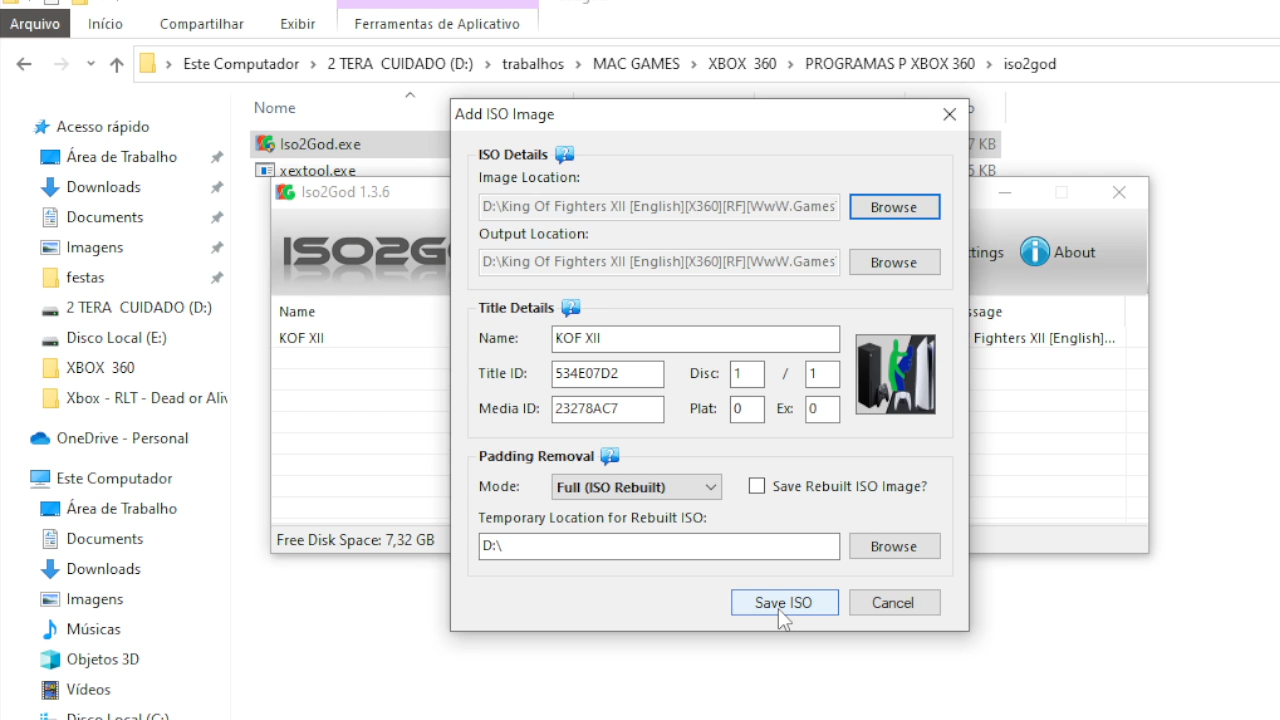 Arquivo Início Compartilhar Exibir Ferramentas de Aplicativo
Este Computador > 2 TERA CUIDADO (D:) > trabalhos > MAC GAMES > XBOX 360 > PROGRAMAS P XBOX 360 > iso2god
Acesso rápido
Área de Trabalho
Downloads
Documents
Imagens
festas
2 TERA CUIDADO (D:)
Disco Local (E:)
XBOX 360
Xbox - RLT - Dead or Aliv
OneDrive - Personal
Este Computador
Área de Trabalho
Documents
Downloads
Imagens
Músicas
Objetos 3D
Vídeos
Disco Local (C:)
Nome
Iso2God.exe 7 KB
xextool.exe 5 KB
Iso2God 1.3.6
ISO2G
tings About
Name ssage
KOF XII Fighters XII [English]...
Free Disk Space: 7,32 GB
Add ISO Image
ISO Details
Image Location:
D:\King Of Fighters XII [English][X360][RF][WwW.Games
Browse
Output Location:
D:\King Of Fighters XII [English][X360][RF][WwW.Games
Browse
Title Details
Name: KOF XII
Title ID: 534E07D2 Disc: 1 / 1
Media ID: 23278AC7 Plat: 0 Ex: 0
Padding Removal
Mode: Full (ISO Rebuilt) Save Rebuilt ISO Image?
Temporary Location for Rebuilt ISO:
D:\ Browse
Save ISO Cancel